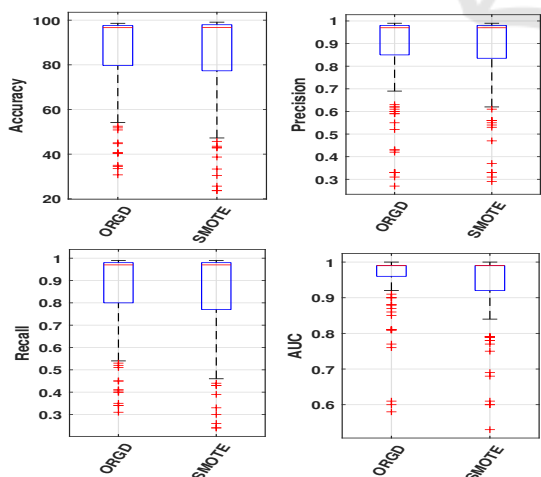 100
80
60
40
20
Accuracy
ORGD
SMOTE
1
0.9
0.8
0.7
0.6
0.5
0.4
0.3
Precision
ORGD
SMOTE
1
0.9
0.8
0.7
0.6
0.5
0.4
0.3
Recall
ORGD
SMOTE
1
0.9
0.8
0.7
0.6
AUC
ORGD
SMOTE